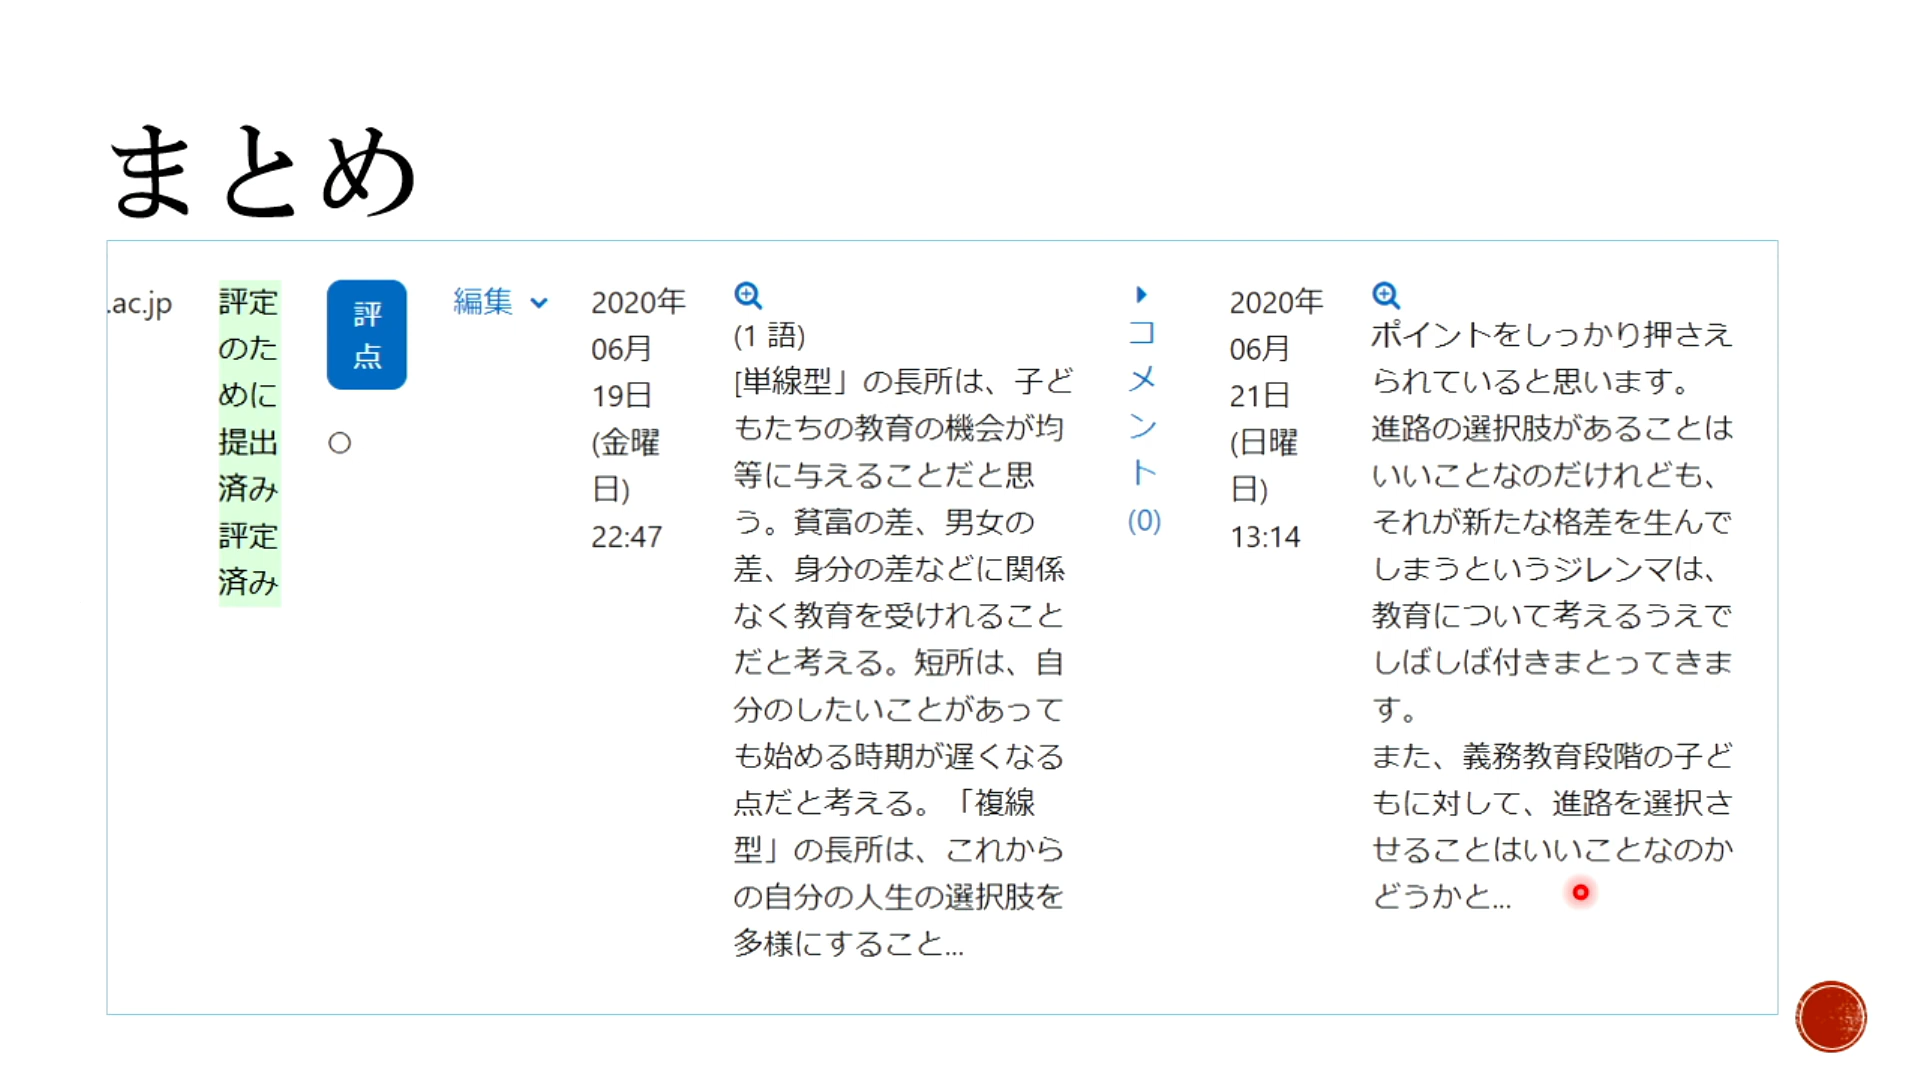 まとめ
.ac.jp
評定
のた
めに
提出
済み
評定
済み
評
点
○
編集
2020年
06月
19日
(金曜
日)
22:47
(1 語)
[単線型」の長所は、子ど
もたちの教育の機会が均
等に与えることだと思
う。貧富の差、男女の
差、身分の差などに関係
なく教育を受けれること
だと考える。短所は、自
分のしたいことがあって
も始める時期が遅くなる
点だと考える。「複線
型」の長所は、これから
の自分の人生の選択肢を
多様にすること...
コ
メ
ン
ト
(0)
2020年
06月
21日
(日曜
日)
13:14
ポイントをしっかり押さえ
られていると思います。
進路の選択肢があることは
いいことなのだけれども、
それが新たな格差を生んで
しまうというジレンマは、
教育について考えるうえで
しばしば付きまとってきま
す。
また、義務教育段階の子ど
もに対して、進路を選択さ
せることはいいことなのか
どうかと...